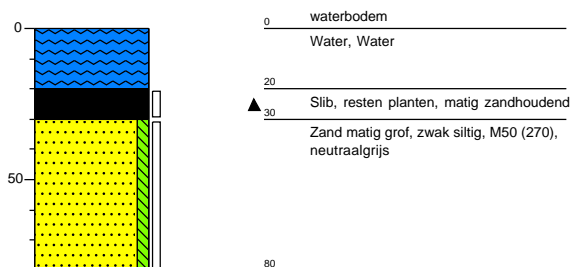 0
50
waterbodem
0
Water, Water
20
Slib, resten planten, matig zandhoudend
30
Zand matig grof, zwak siltig, M50 (270),
neutraalgrijs
80